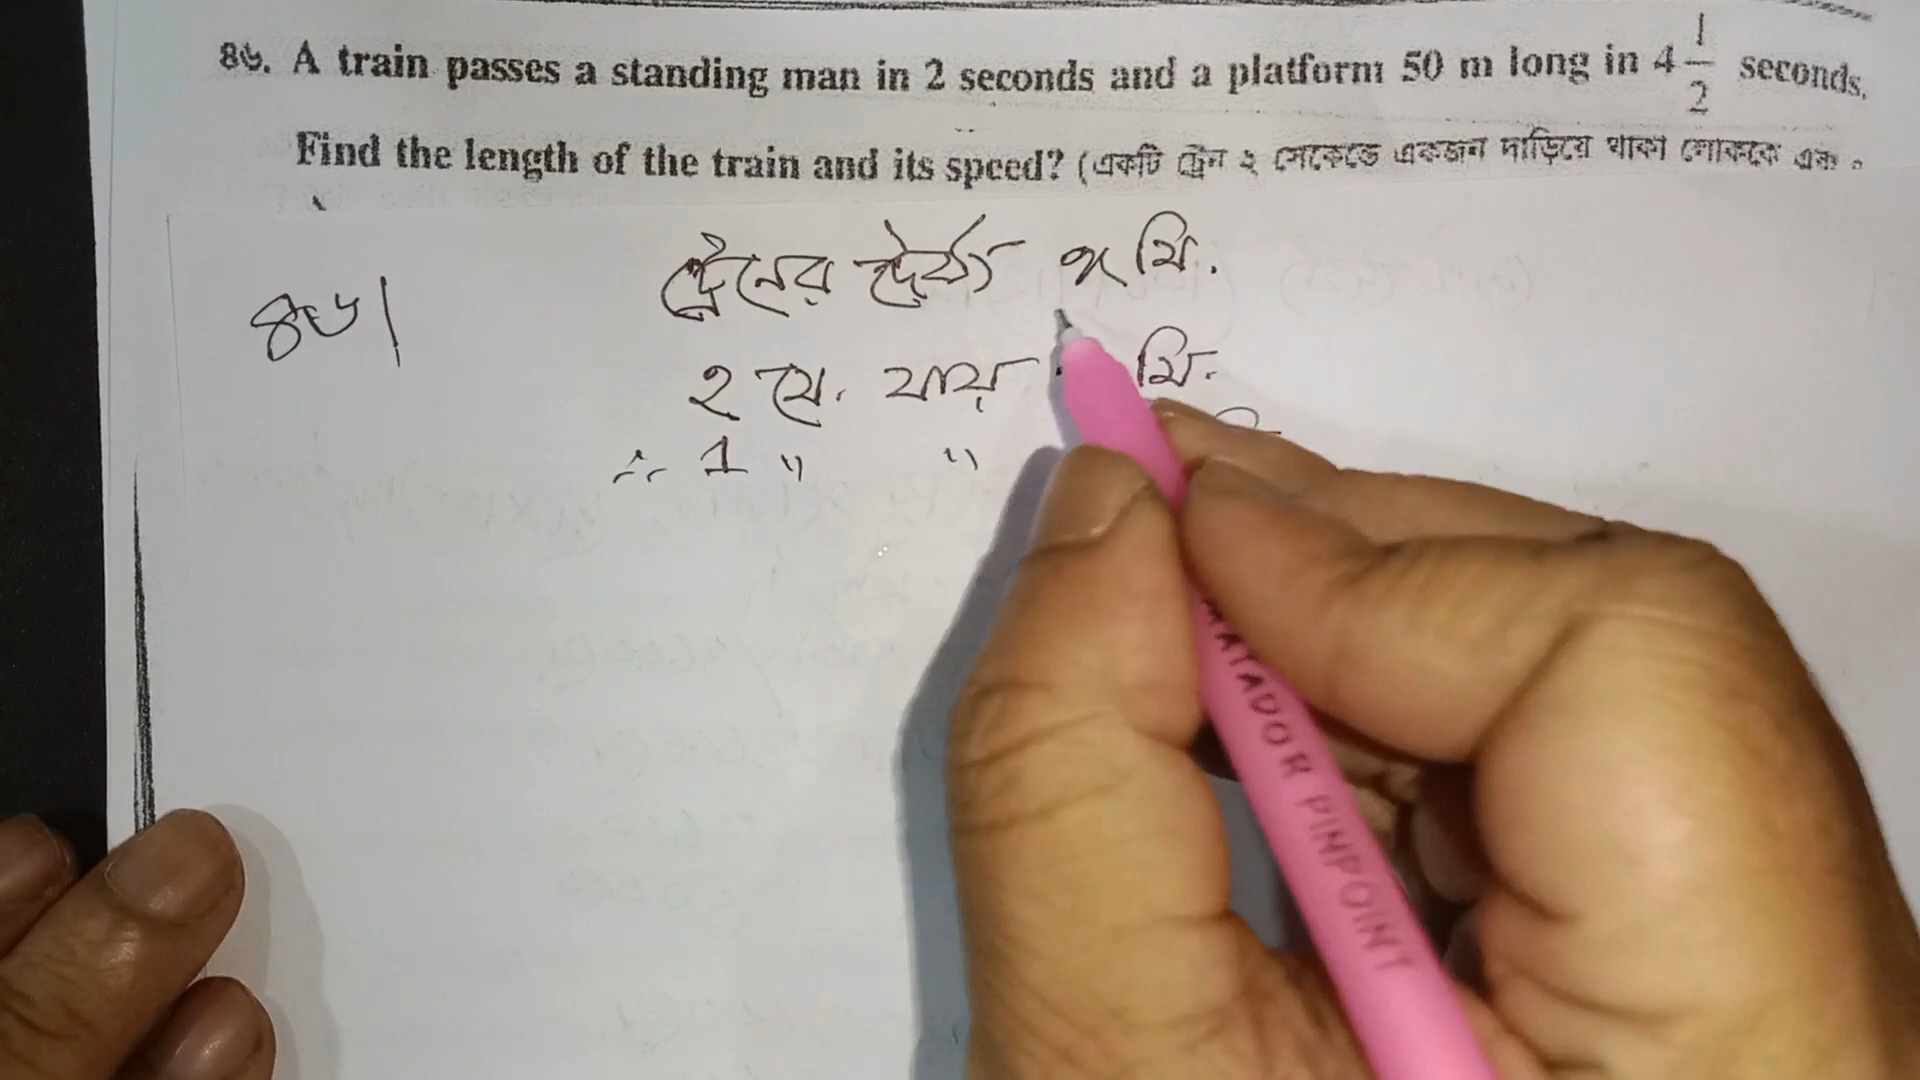 ৪৬. A train passes a standing man in 2 seconds and a platform 50 m long in 4 1/2 seconds.
Find the length of the train and its speed? (একটি ট্রেন ২ সেকেন্ডে একজন দাড়িয়ে থাকা লোককে এবং
ট্রেনের দৈর্ঘ্য x মি.
৪৬|
২ সে. যায় মি.
∴ 1 " "
MATADOR PINPOINT